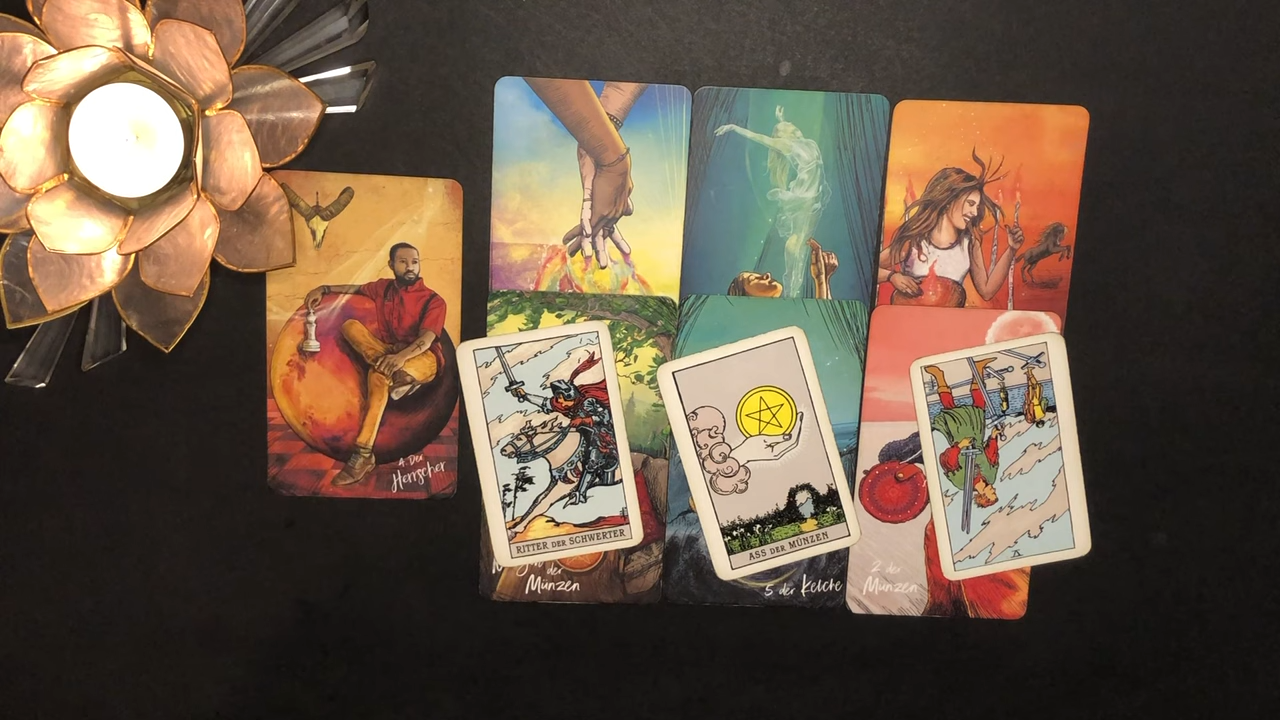 4. Der
Herrscher
RITTER DER SCHWERTER
der
Münzen
ASS DER MÜNZEN
5 der Kelche
2 der
Münzen
V